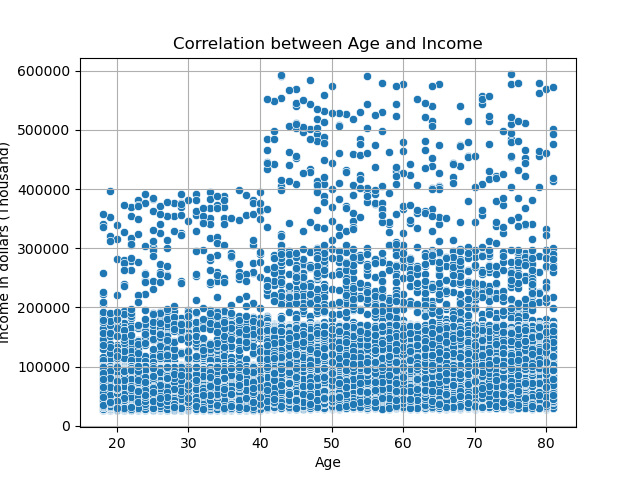 Correlation between Age and Income
Income in dollars (Thousand)
600000
500000
400000
300000
200000
100000
0
20 30 40 50 60 70 80
Age